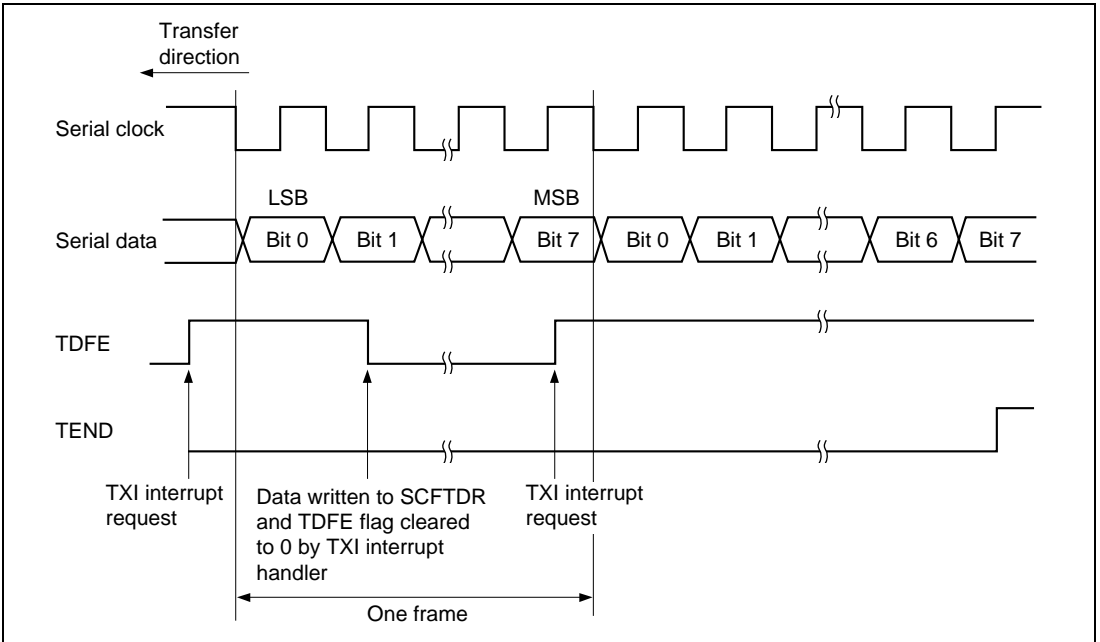 Transfer
direction
Serial clock
LSB
MSB
Serial data
Bit 0
Bit 1
Bit 7
Bit 0
Bit 1
Bit 6
Bit 7
TDFE
TEND
TXI interrupt
request
Data written to SCFTDR
and TDFE flag cleared
to 0 by TXI interrupt
handler
TXI interrupt
request
One frame